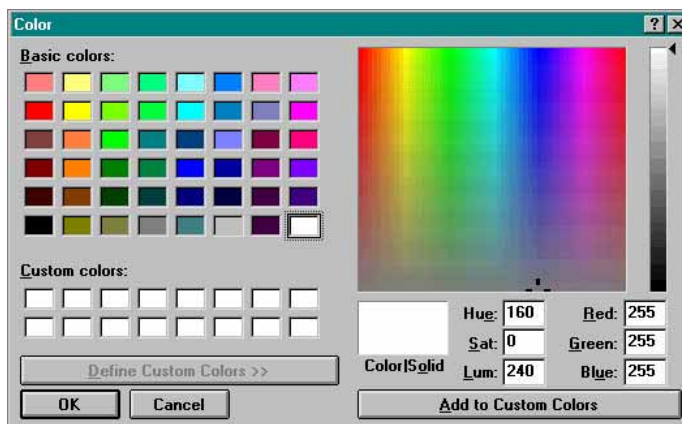 Color
Basic colors:
Custom colors:
Define Custom Colors >>
OK
Cancel
Color|Solid
Hue: 160
Sat: 0
Lum: 240
Red: 255
Green: 255
Blue: 255
Add to Custom Colors